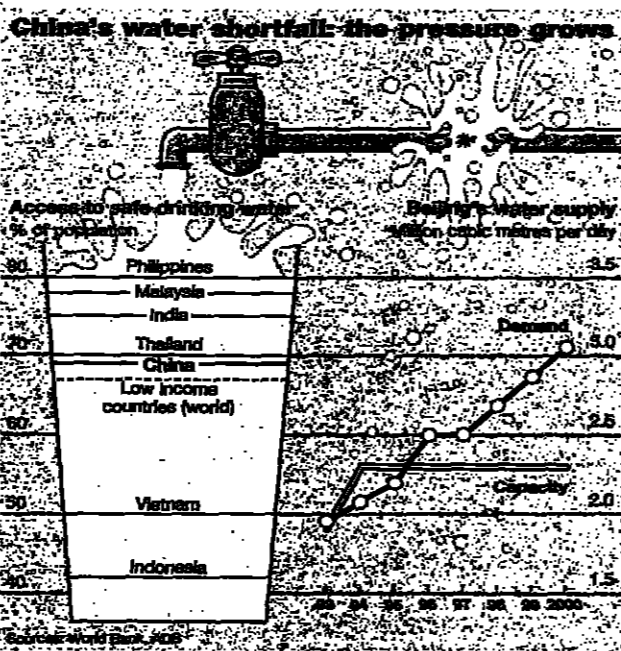 China's water shortfall: the pressure grows
Access to safe drinking water
% of population
80
Philippines
Malaysia
India
70
Thailand
China
Low income
countries (world)
60
50
Vietnam
Indonesia
40
Beijing's water supply
Million cubic metres per day
3.5
Demand
3.0
2.5
Capacity
2.0
1.5
93 94 95 96 97 98 99 2000
Sources: World Bank, ADB